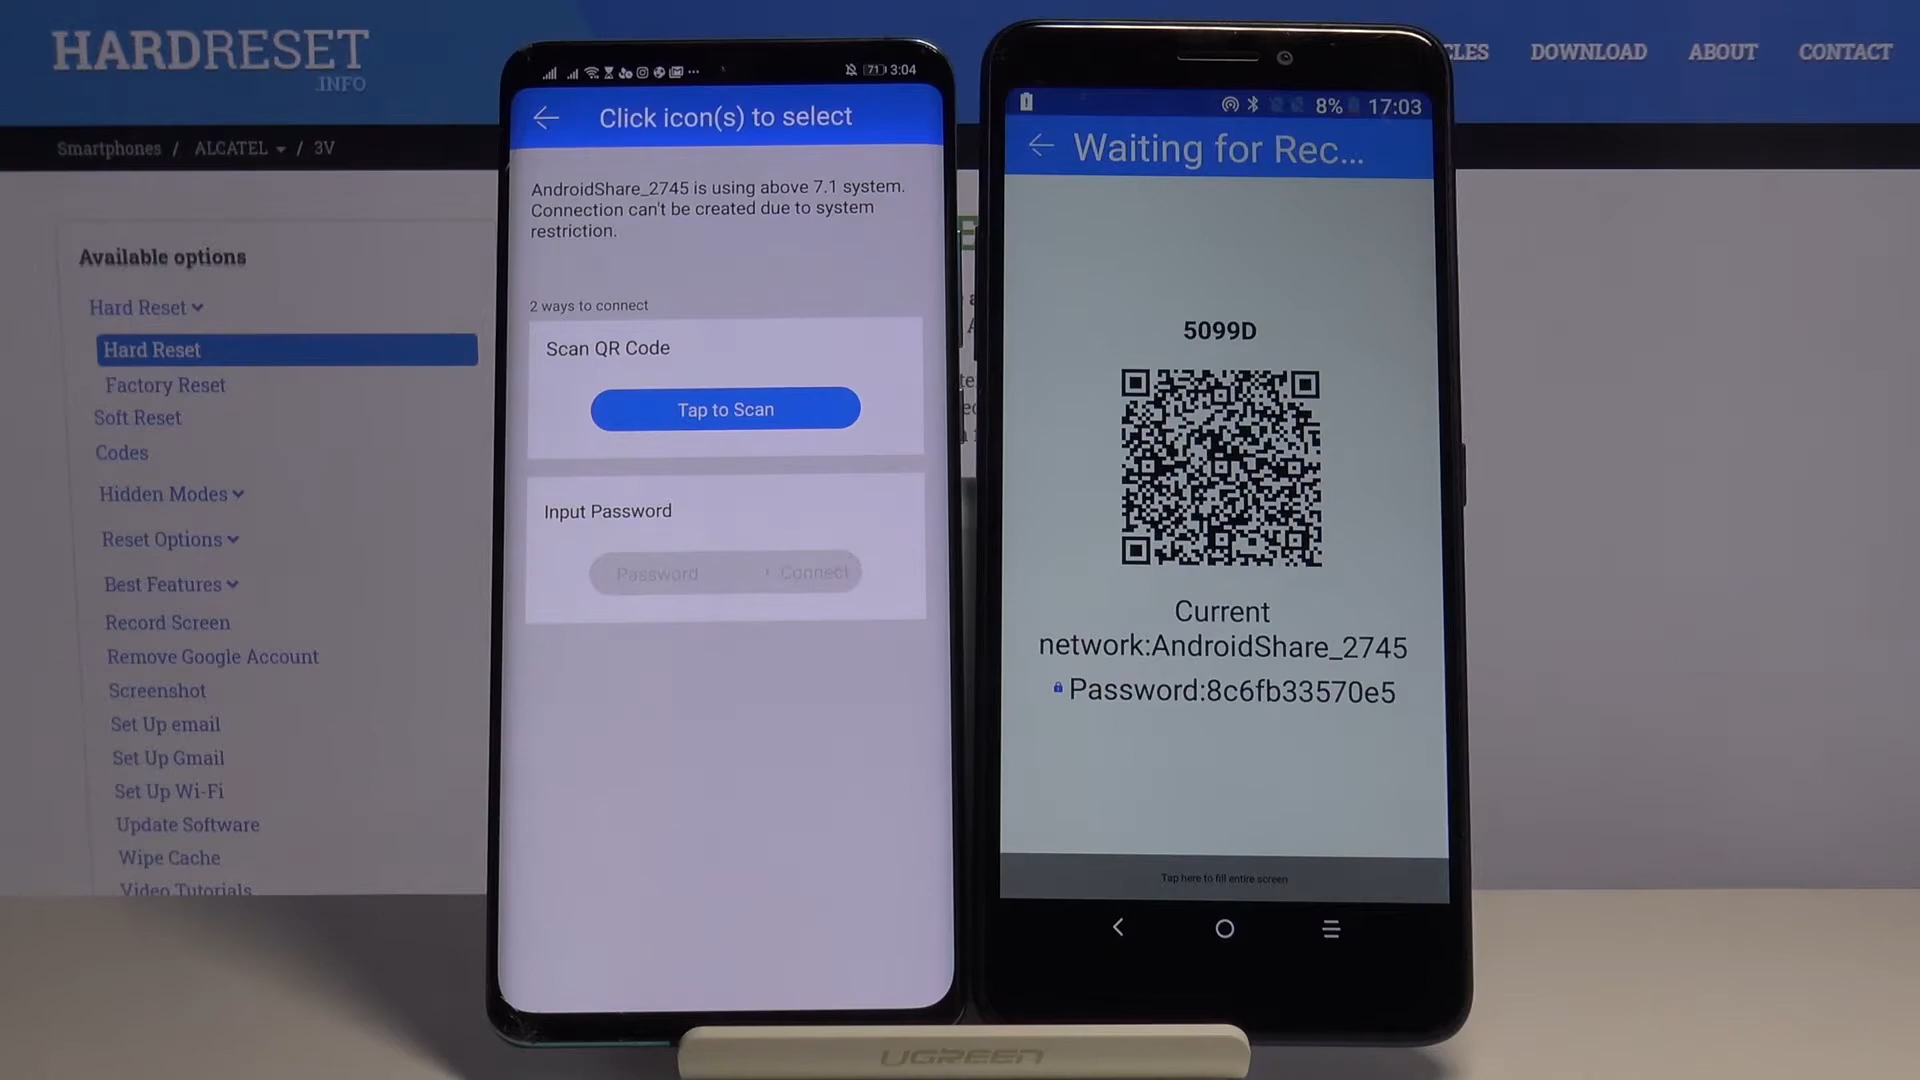 HARDRESET
.INFO
CLES DOWNLOAD ABOUT CONTACT
Smartphones / ALCATEL / 3V
Available options
Hard Reset
Hard Reset
Factory Reset
Soft Reset
Codes
Hidden Modes
Reset Options
Best Features
Record Screen
Remove Google Account
Screenshot
Set Up email
Set Up Gmail
Set Up Wi-Fi
Update Software
Wipe Cache
Video Tutorials
71 3:04
Click icon(s) to select
AndroidShare_2745 is using above 7.1 system.
Connection can't be created due to system
restriction.
2 ways to connect
Scan QR Code
Tap to Scan
Input Password
Password Connect
8% 17:03
Waiting for Rec...
5099D
Current
network:AndroidShare_2745
Password:8c6fb33570e5
Tap here to fill entire screen
UGREEN